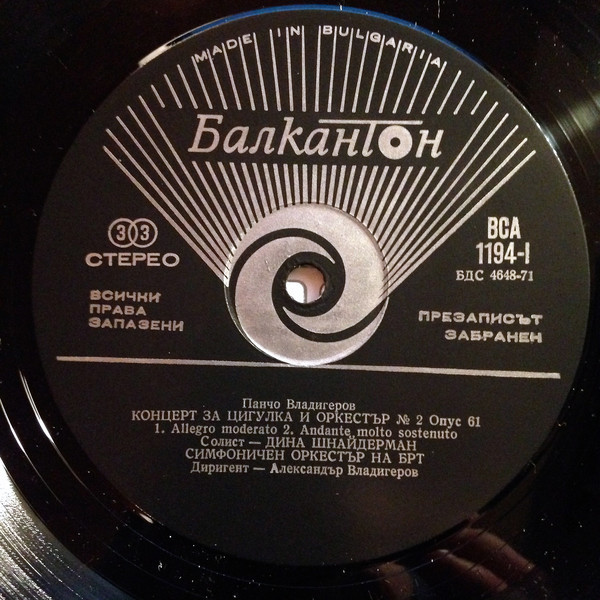 MADE IN BULGARIA
Балкантон
33
СТЕРЕО
ВСИЧКИ
ПРАВА
ЗАПАЗЕНИ
ВСА
1194-I
БДС 4648-71
ПРЕЗАПИСЪТ
ЗАБРАНЕН
Панчо Владигеров
КОНЦЕРТ ЗА ЦИГУЛКА И ОРКЕСТЪР № 2 Опус 61
1. Allegro moderato 2. Andante molto sostenuto
Солист — ДИНА ШНАЙДЕРМАН
СИМФОНИЧЕН ОРКЕСТЪР НА БРТ
Диригент — Александър Владигеров